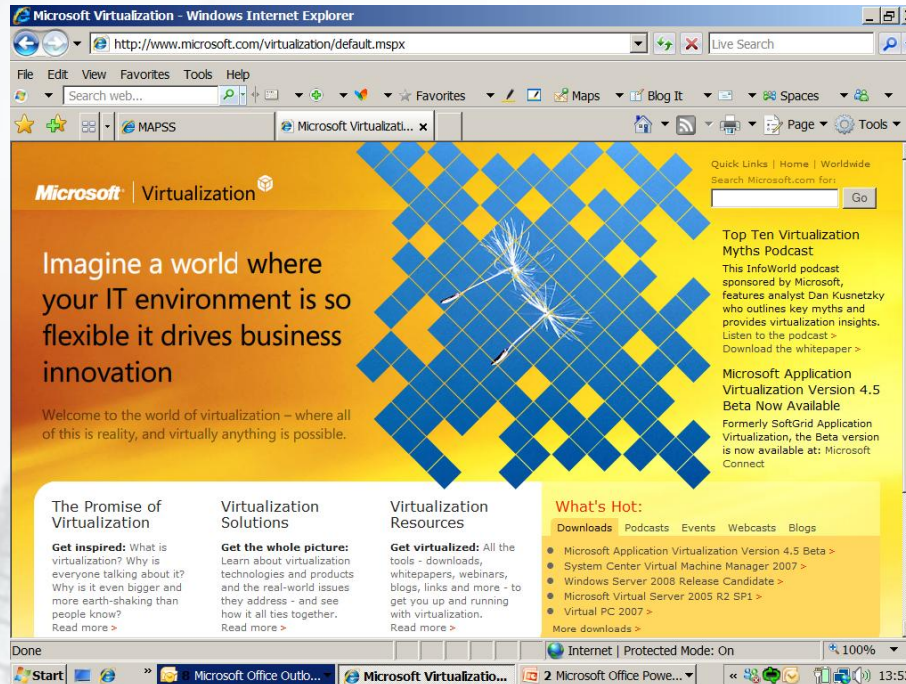 Microsoft Virtualization - Windows Internet Explorer
http://www.microsoft.com/virtualization/default.mspx
Live Search
File Edit View Favorites Tools Help
Search web...
Favorites
Maps
Blog It
Spaces
MAPSS
Microsoft Virtualizati...
Page
Tools
Quick Links | Home | Worldwide
Search Microsoft.com for:
Go
Microsoft Virtualization
Imagine a world where
your IT environment is so
flexible it drives business
innovation
Welcome to the world of virtualization – where all
of this is reality, and virtually anything is possible.
Top Ten Virtualization
Myths Podcast
This InfoWorld podcast
sponsored by Microsoft,
features analyst Dan Kusnetzky
who outlines key myths and
provides virtualization insights.
Listen to the podcast >
Download the whitepaper >
Microsoft Application
Virtualization Version 4.5
Beta Now Available
Formerly SoftGrid Application
Virtualization, the Beta version
is now available at: Microsoft
Connect
The Promise of
Virtualization
Get inspired: What is
virtualization? Why is
everyone talking about it?
Why is it even bigger and
more earth-shaking than
people know?
Read more >
Virtualization
Solutions
Get the whole picture:
Learn about virtualization
technologies and products
and the real-world issues
they address - and see
how it all ties together.
Read more >
Virtualization
Resources
Get virtualized: All the
tools - downloads,
whitepapers, webinars,
blogs, links and more - to
get you up and running
with virtualization.
Read more >
What's Hot:
Downloads Podcasts Events Webcasts Blogs
Microsoft Application Virtualization Version 4.5 Beta >
System Center Virtual Machine Manager 2007 >
Windows Server 2008 Release Candidate >
Microsoft Virtual Server 2005 R2 SP1 >
Virtual PC 2007 >
More downloads >
Done
Internet | Protected Mode: On
100%
Start
8 Microsoft Office Outlo...
Microsoft Virtualizatio...
2 Microsoft Office Powe...